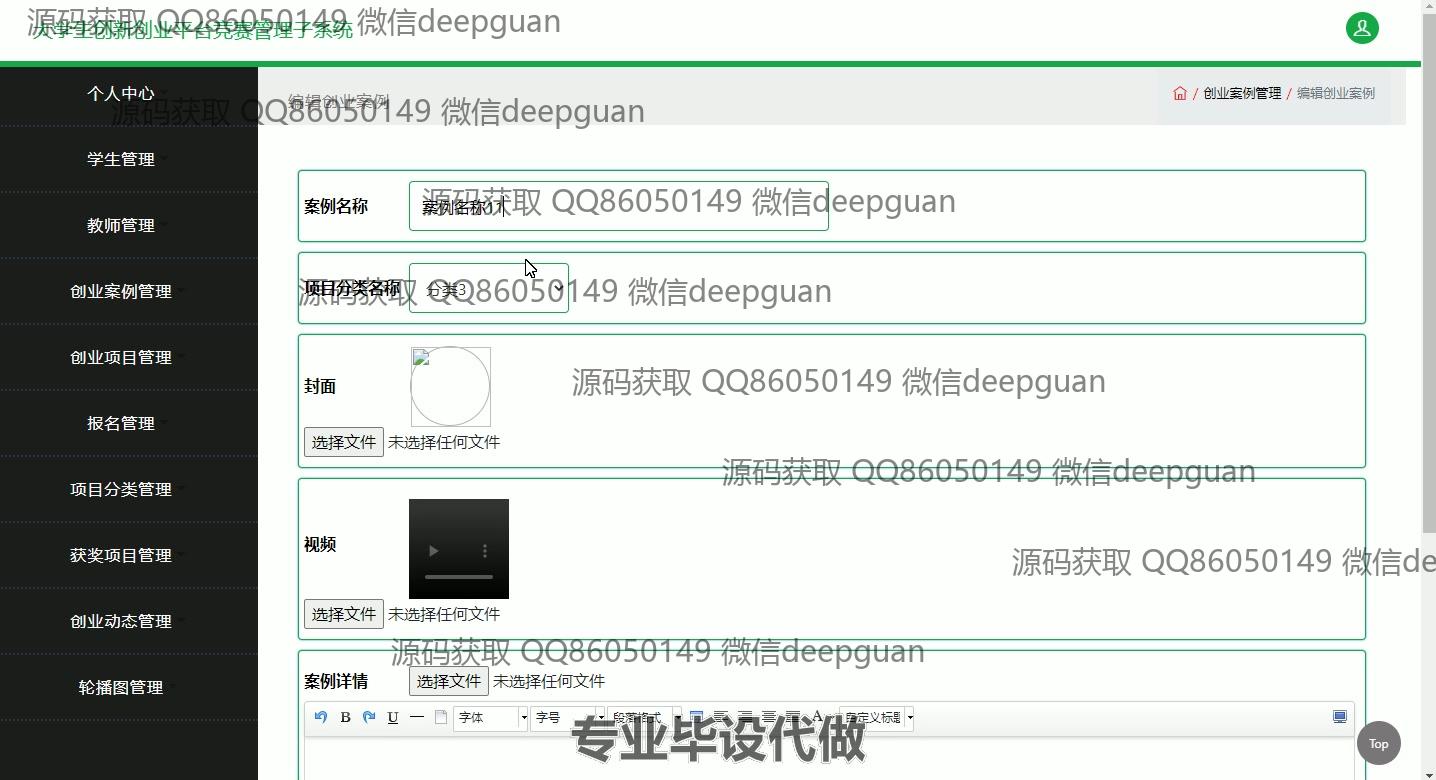 源码获取 QQ86050149 微信deepguan
大学生创新创业平台竞赛管理子系统
个人中心
编辑创业案例
/ 创业案例管理 / 编辑创业案例
源码获取 QQ86050149 微信deepguan
学生管理
教师管理
案例名称
案例名称11
源码获取 QQ86050149 微信deepguan
创业案例管理
项目分类名称
分类3
源码获取 QQ86050149 微信deepguan
创业项目管理
封面
源码获取 QQ86050149 微信deepguan
报名管理
选择文件 未选择任何文件
源码获取 QQ86050149 微信deepguan
项目分类管理
视频
获奖项目管理
源码获取 QQ86050149 微信de
创业动态管理
选择文件 未选择任何文件
源码获取 QQ86050149 微信deepguan
轮播图管理
案例详情
选择文件 未选择任何文件
B U 字体 字号 段落格式 A 自定义标题
专业毕设代做
Top